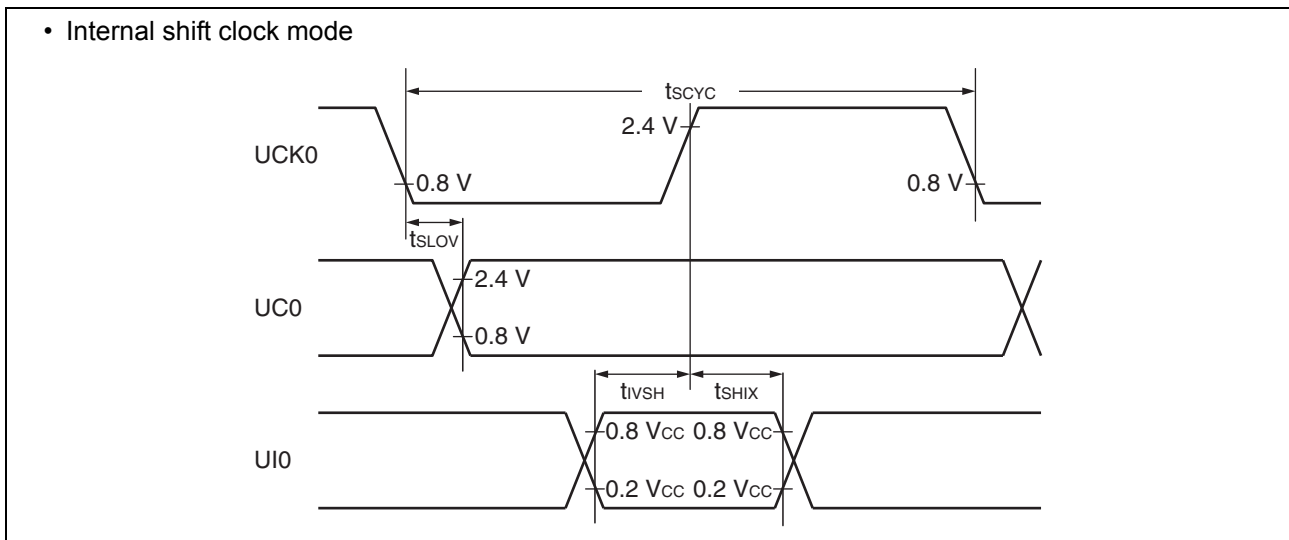 • Internal shift clock mode
tSCYC
2.4 V
UCK0
0.8 V
0.8 V
tSLOV
2.4 V
UC0
0.8 V
tIVSH
tSHIX
0.8 VCC 0.8 VCC
UI0
0.2 VCC 0.2 VCC